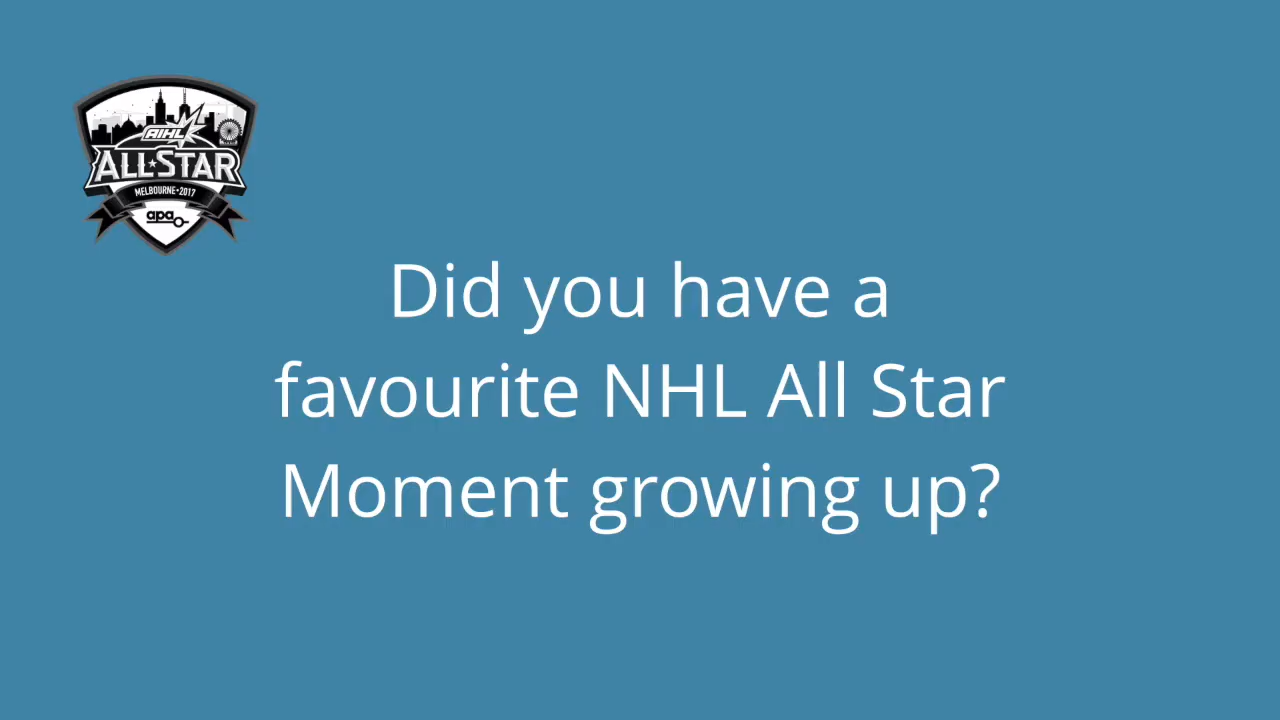 AIHL
ALL★STAR
MELBOURNE•2017
apa
Did you have a
favourite NHL All Star
Moment growing up?